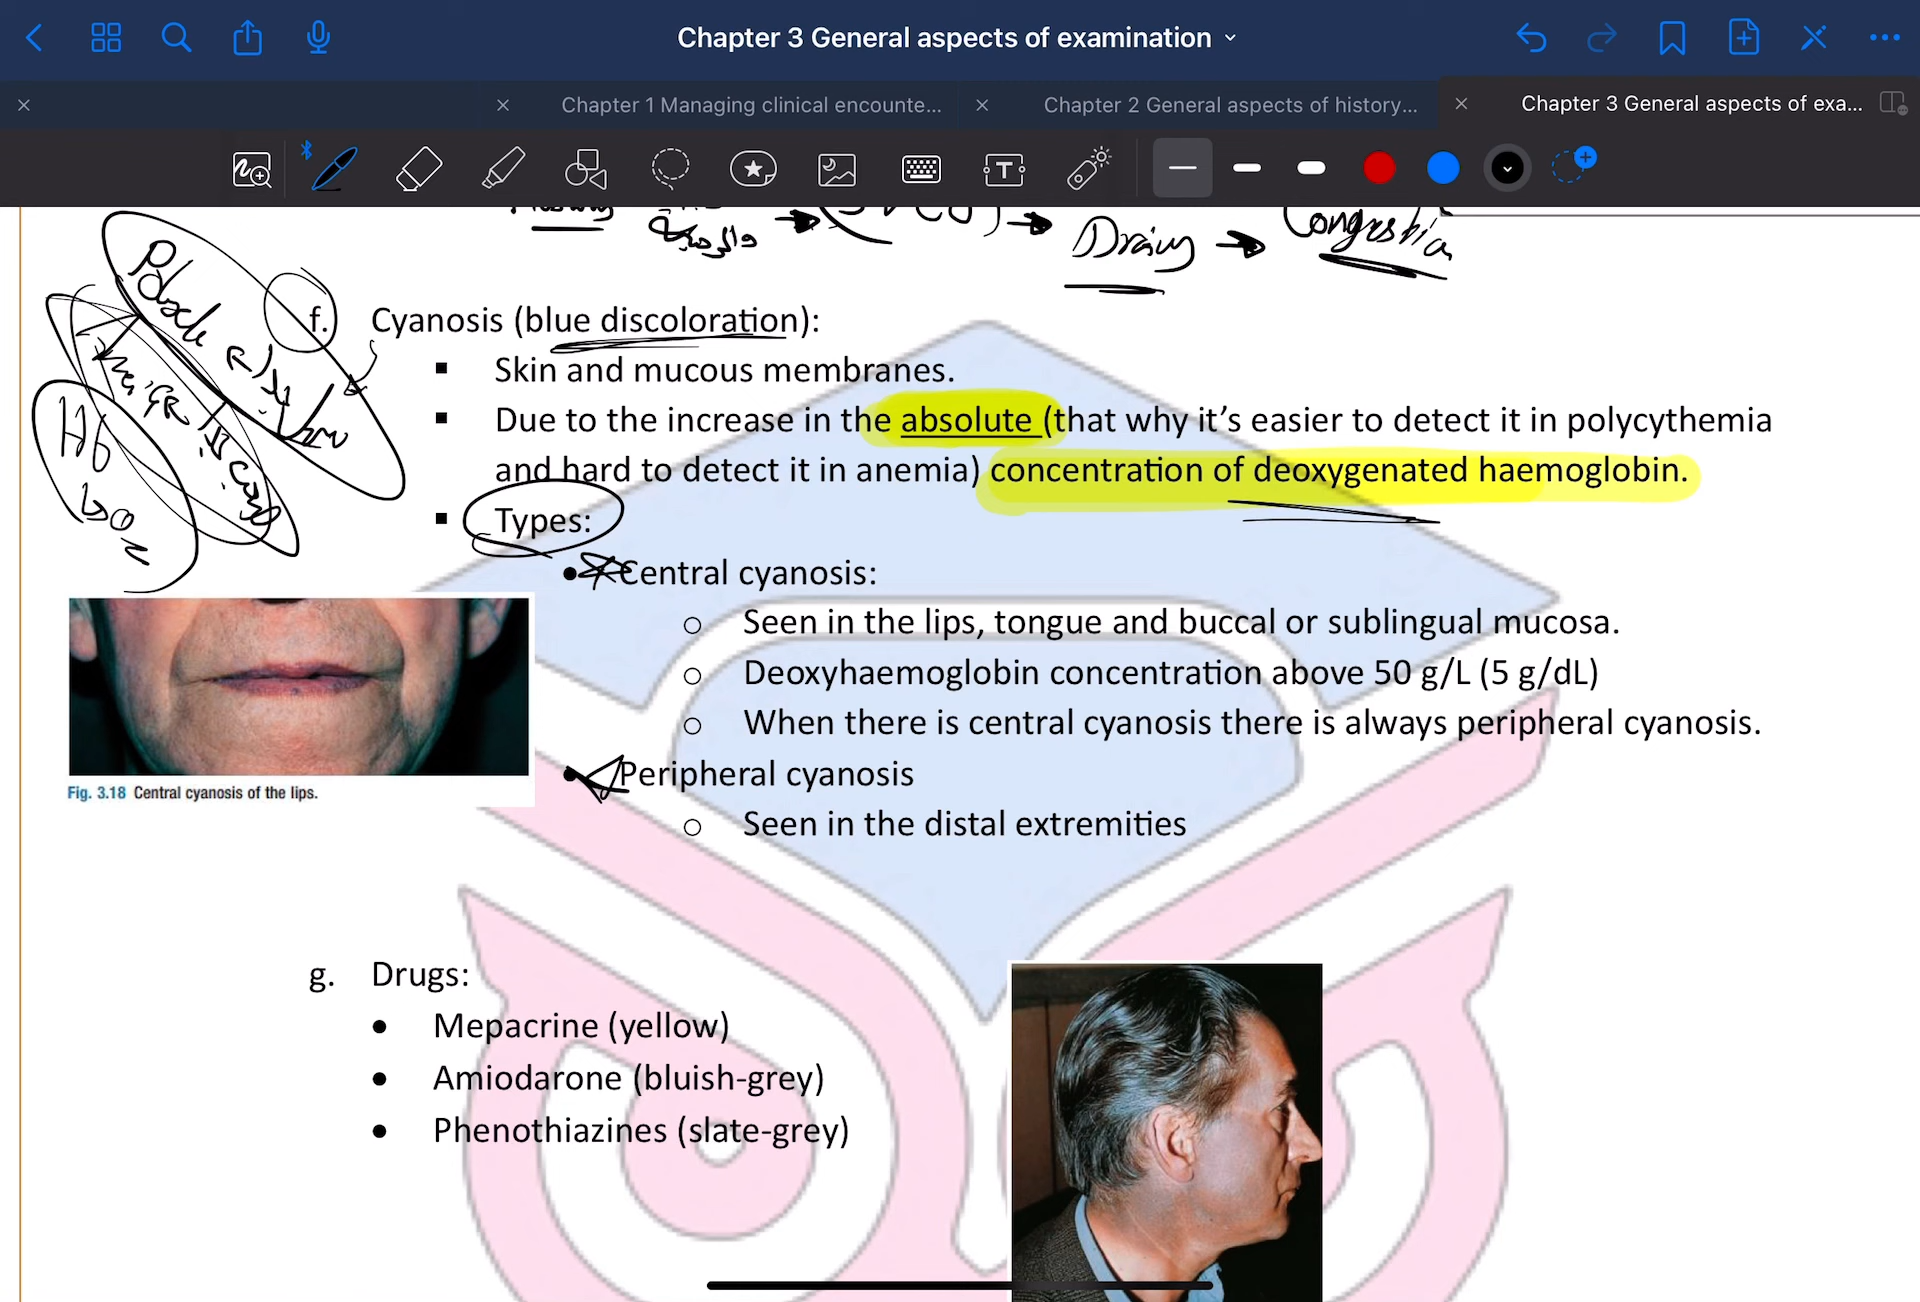 Chapter 3 General aspects of examination
Chapter 1 Managing clinical encounte...
Chapter 2 General aspects of history...
Chapter 3 General aspects of exa...
T
Congestion
f. Cyanosis (blue discoloration):
▪ Skin and mucous membranes.
▪ Due to the increase in the absolute (that why it’s easier to detect it in polycythemia
and hard to detect it in anemia) concentration of deoxygenated haemoglobin.
▪ Types:
• Central cyanosis:
o Seen in the lips, tongue and buccal or sublingual mucosa.
o Deoxyhaemoglobin concentration above 50 g/L (5 g/dL)
o When there is central cyanosis there is always peripheral cyanosis.
• Peripheral cyanosis
o Seen in the distal extremities
Hb
Fig. 3.18 Central cyanosis of the lips.
g. Drugs:
• Mepacrine (yellow)
• Amiodarone (bluish-grey)
• Phenothiazines (slate-grey)